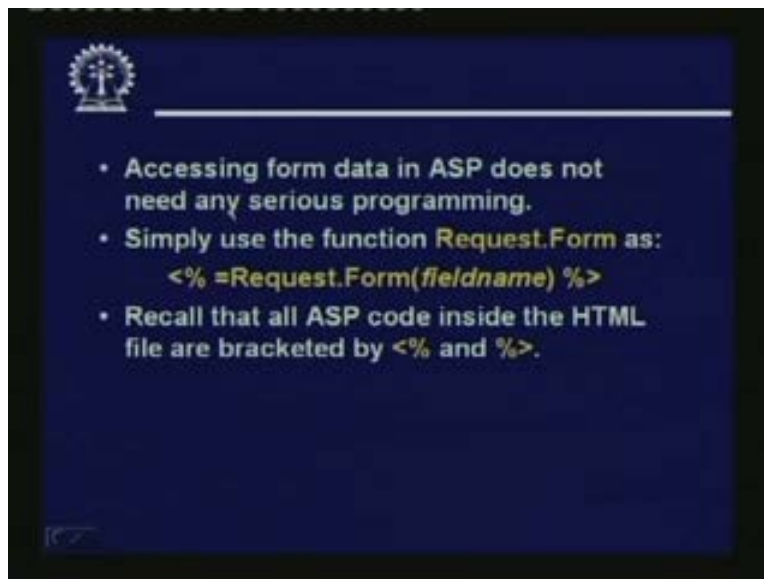 • Accessing form data in ASP does not
need any serious programming.
• Simply use the function Request.Form as:
<% =Request.Form(fieldname) %>
• Recall that all ASP code inside the HTML
file are bracketed by <% and %>.